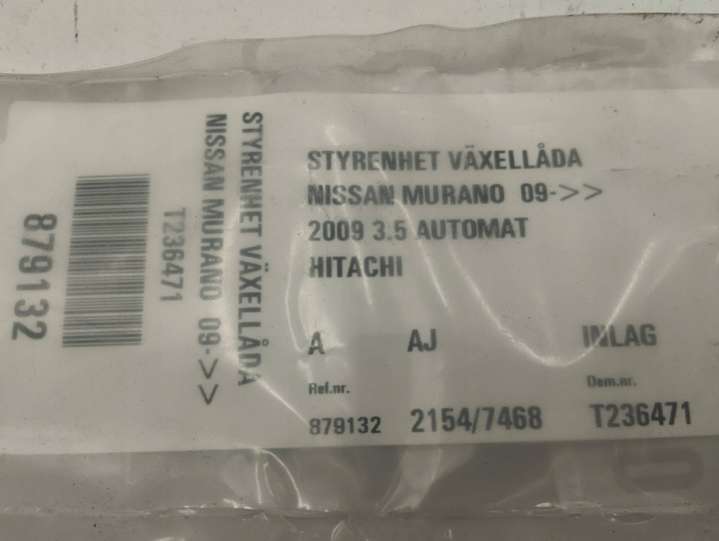 879132
T236471
STYRENHET VÄXELLÅDA
NISSAN MURANO 09->>
STYRENHET VÄXELLÅDA
NISSAN MURANO 09->>
2009 3.5 AUTOMAT
HITACHI
A AJ INLAG
Ref.nr. Dem.nr.
879132 2154/7468 T236471